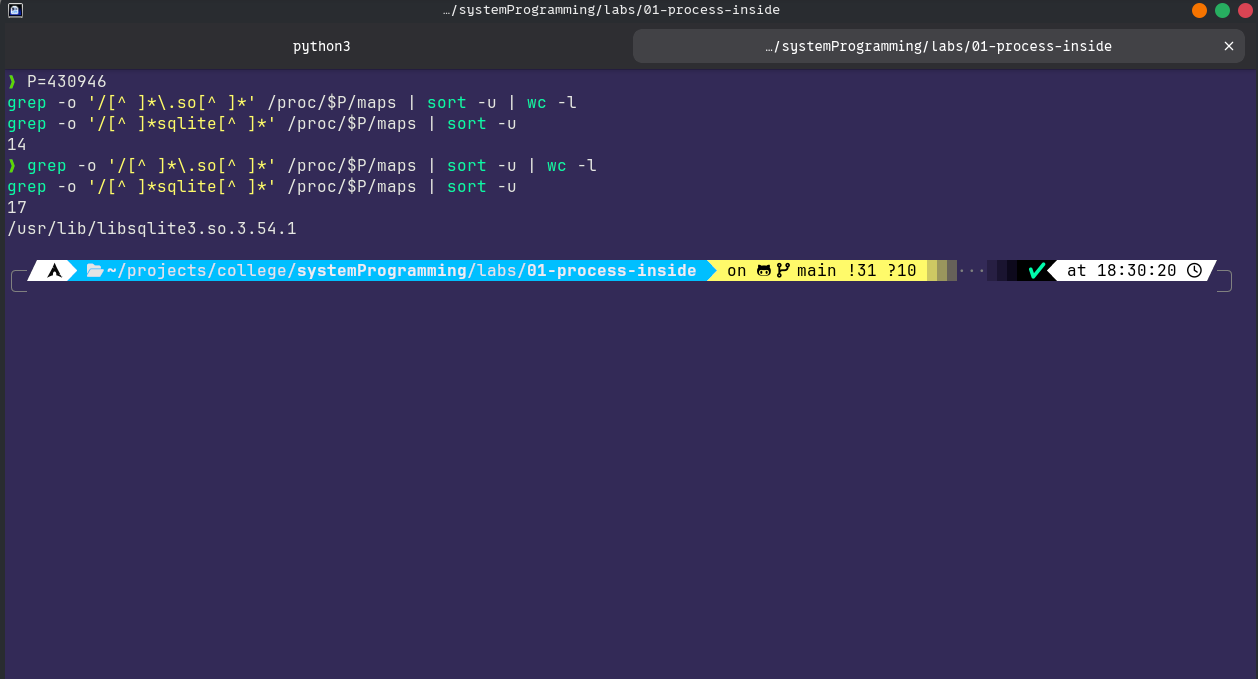 …/systemProgramming/labs/01-process-inside
python3
…/systemProgramming/labs/01-process-inside ×
❱ P=430946
grep -o '/[^ ]*\.so[^ ]*' /proc/$P/maps | sort -u | wc -l
grep -o '/[^ ]*sqlite[^ ]*' /proc/$P/maps | sort -u
14
❱ grep -o '/[^ ]*\.so[^ ]*' /proc/$P/maps | sort -u | wc -l
grep -o '/[^ ]*sqlite[^ ]*' /proc/$P/maps | sort -u
17
/usr/lib/libsqlite3.so.3.54.1
~/projects/college/systemProgramming/labs/01-process-inside on main !31 ?10 ··· ✔ at 18:30:20